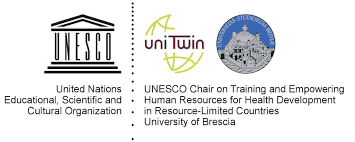 UNESCO
United Nations
Educational, Scientific and
Cultural Organization
uniTwin
UNESCO Chair on Training and Empowering
Human Resources for Health Development
in Resource-Limited Countries
University of Brescia